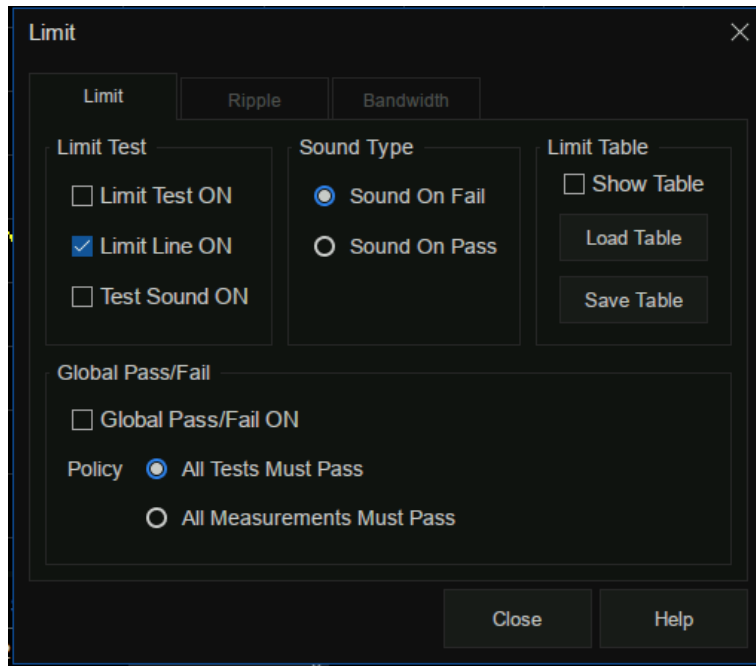 Limit
Limit Ripple Bandwidth
Limit Test
Limit Test ON
Limit Line ON
Test Sound ON
Sound Type
Sound On Fail
Sound On Pass
Limit Table
Show Table
Load Table
Save Table
Global Pass/Fail
Global Pass/Fail ON
Policy All Tests Must Pass
All Measurements Must Pass
Close Help